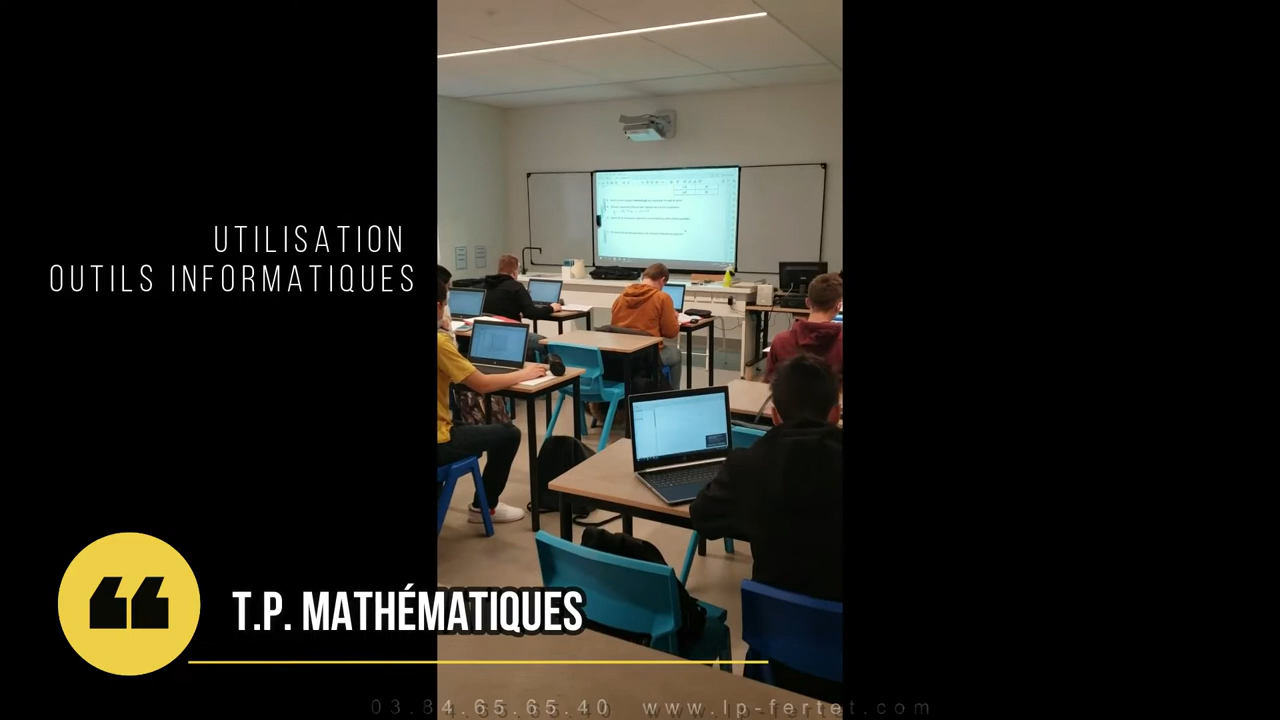 UTILISATION
OUTILS INFORMATIQUES
T.P. MATHÉMATIQUES
03.84.65.65.40 www.lp-fertet.com